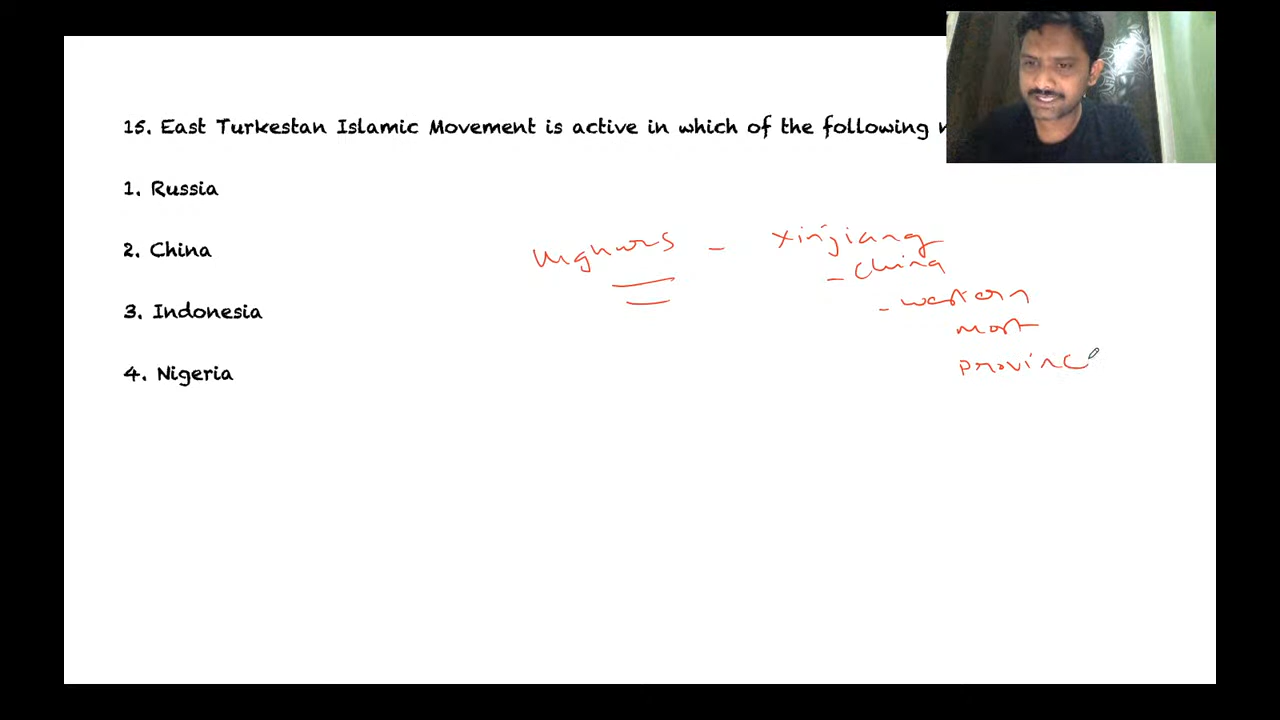 15. East Turkestan Islamic Movement is active in which of the following
1. Russia
2. China
3. Indonesia
4. Nigeria
uighurs - xinjiang
- China
- western
most
provinc